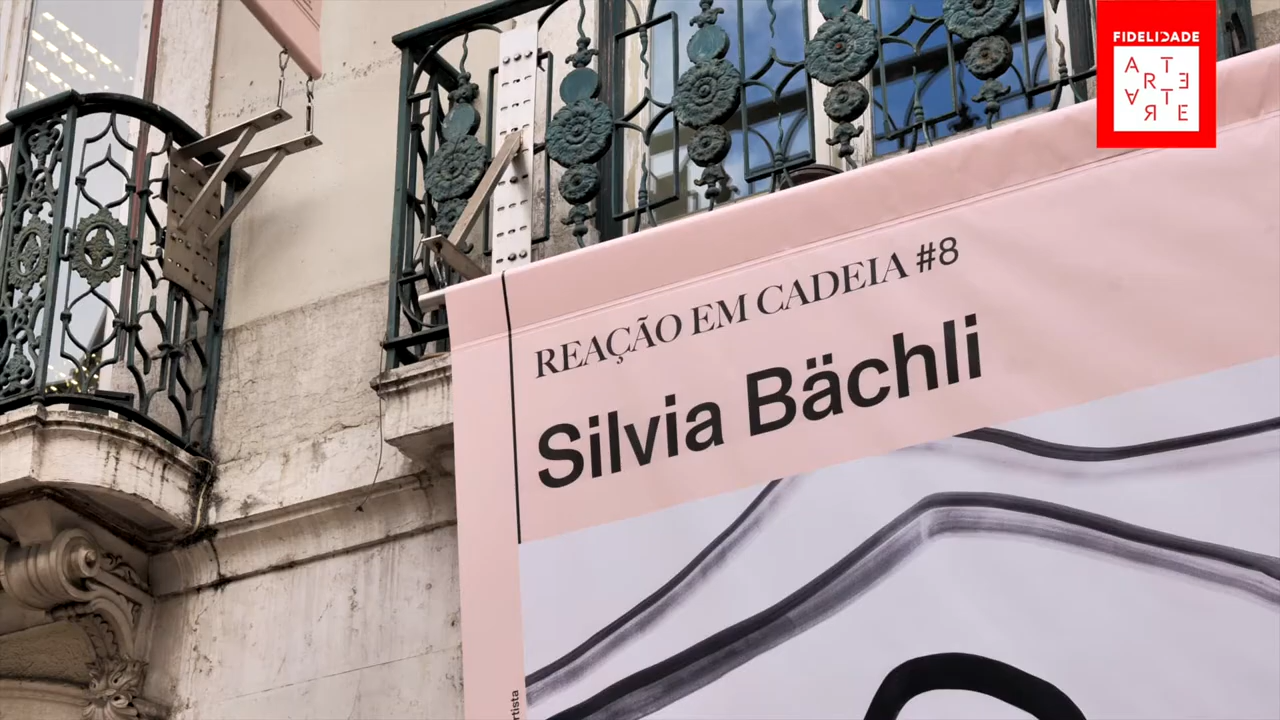 FIDELIDADE
ARTE
ARTE
REAÇÃO EM CADEIA #8
Silvia Bächli